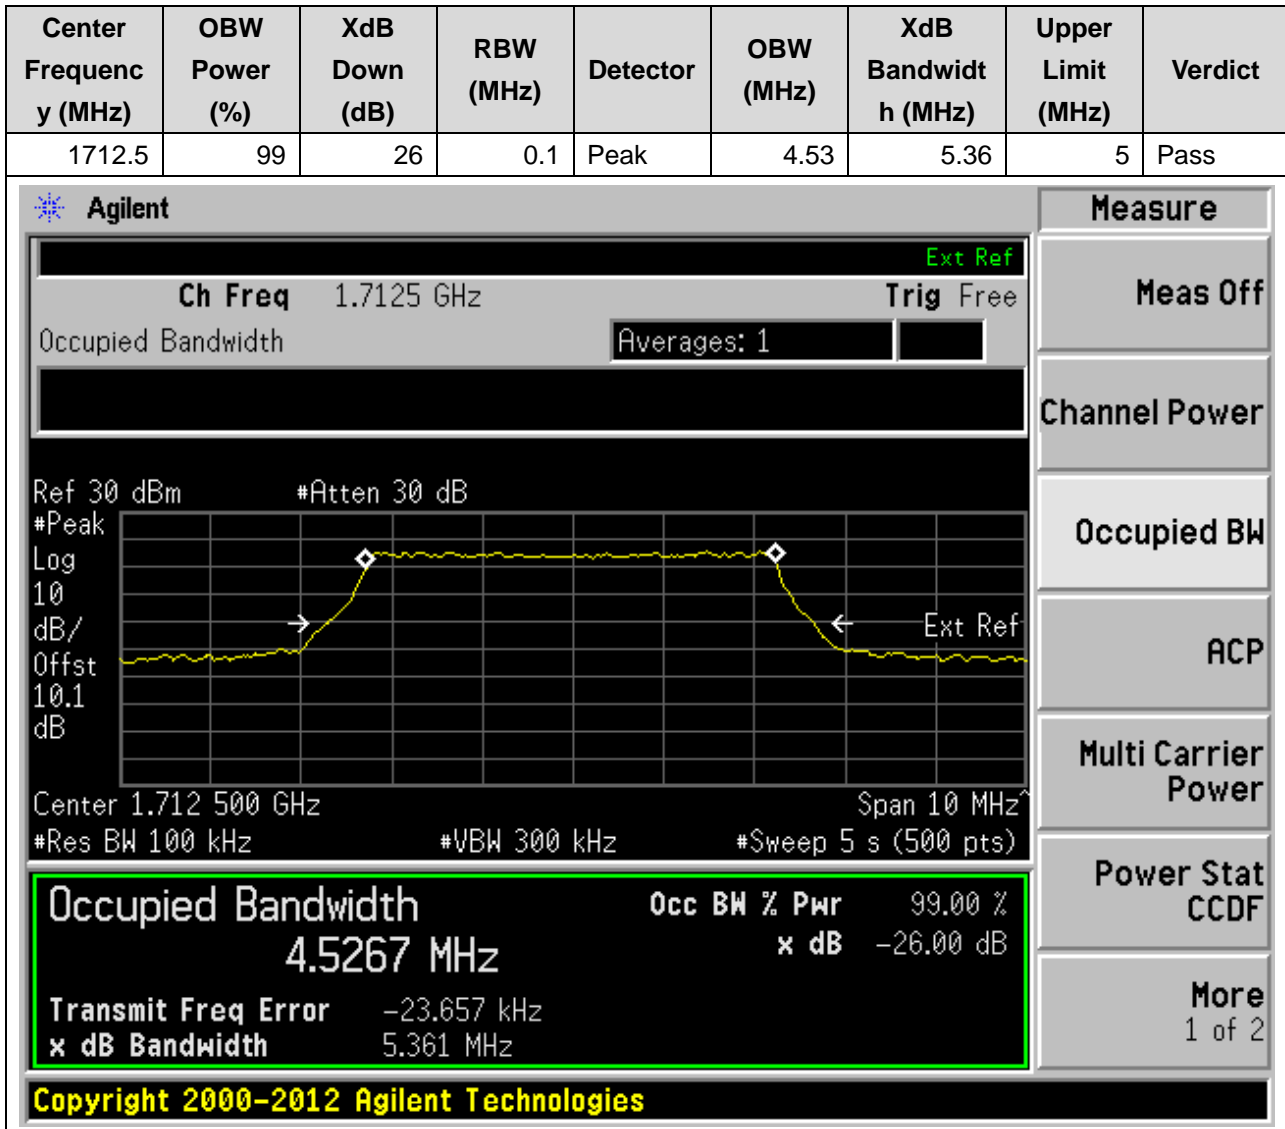 Center Frequenc y (MHz) OBW Power (%) XdB Down (dB) RBW (MHz) Detector OBW (MHz) XdB Bandwidt h (MHz) Upper Limit (MHz) Verdict
1712.5 99 26 0.1 Peak 4.53 5.36 5 Pass
Agilent
Measure
Ext Ref
Ch Freq 1.7125 GHz Trig Free
Meas Off
Occupied Bandwidth Averages: 1
Channel Power
Ref 30 dBm #Atten 30 dB
#Peak
Log
10
dB/
Offst
10.1
dB
Ext Ref
Occupied BW
ACP
Center 1.712 500 GHz Span 10 MHz^
#Res BW 100 kHz #VBW 300 kHz #Sweep 5 s (500 pts)
Multi Carrier
Power
Occupied Bandwidth Occ BW % Pwr 99.00 %
4.5267 MHz x dB -26.00 dB
Power Stat
CCDF
Transmit Freq Error -23.657 kHz
x dB Bandwidth 5.361 MHz
More
1 of 2
Copyright 2000-2012 Agilent Technologies